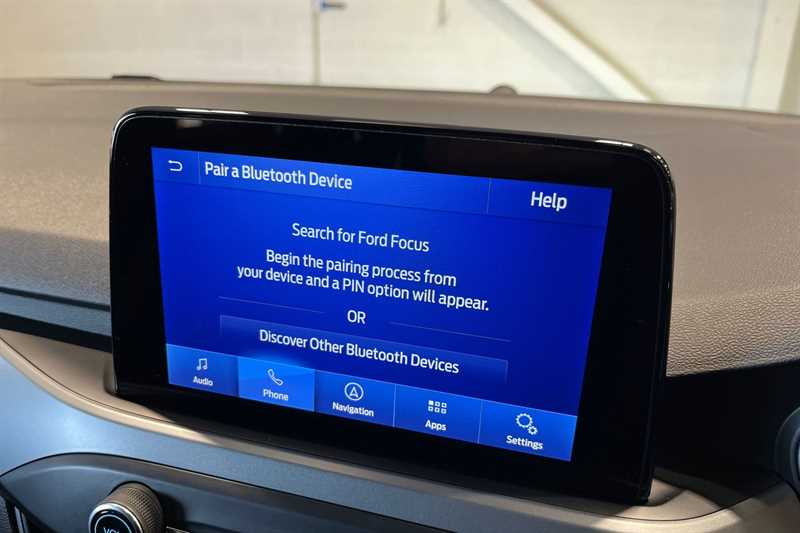 Pair a Bluetooth Device
Help
Search for Ford Focus
Begin the pairing process from
your device and a PIN option will appear.
OR
Discover Other Bluetooth Devices
Audio
Phone
Navigation
Apps
Settings
VOL